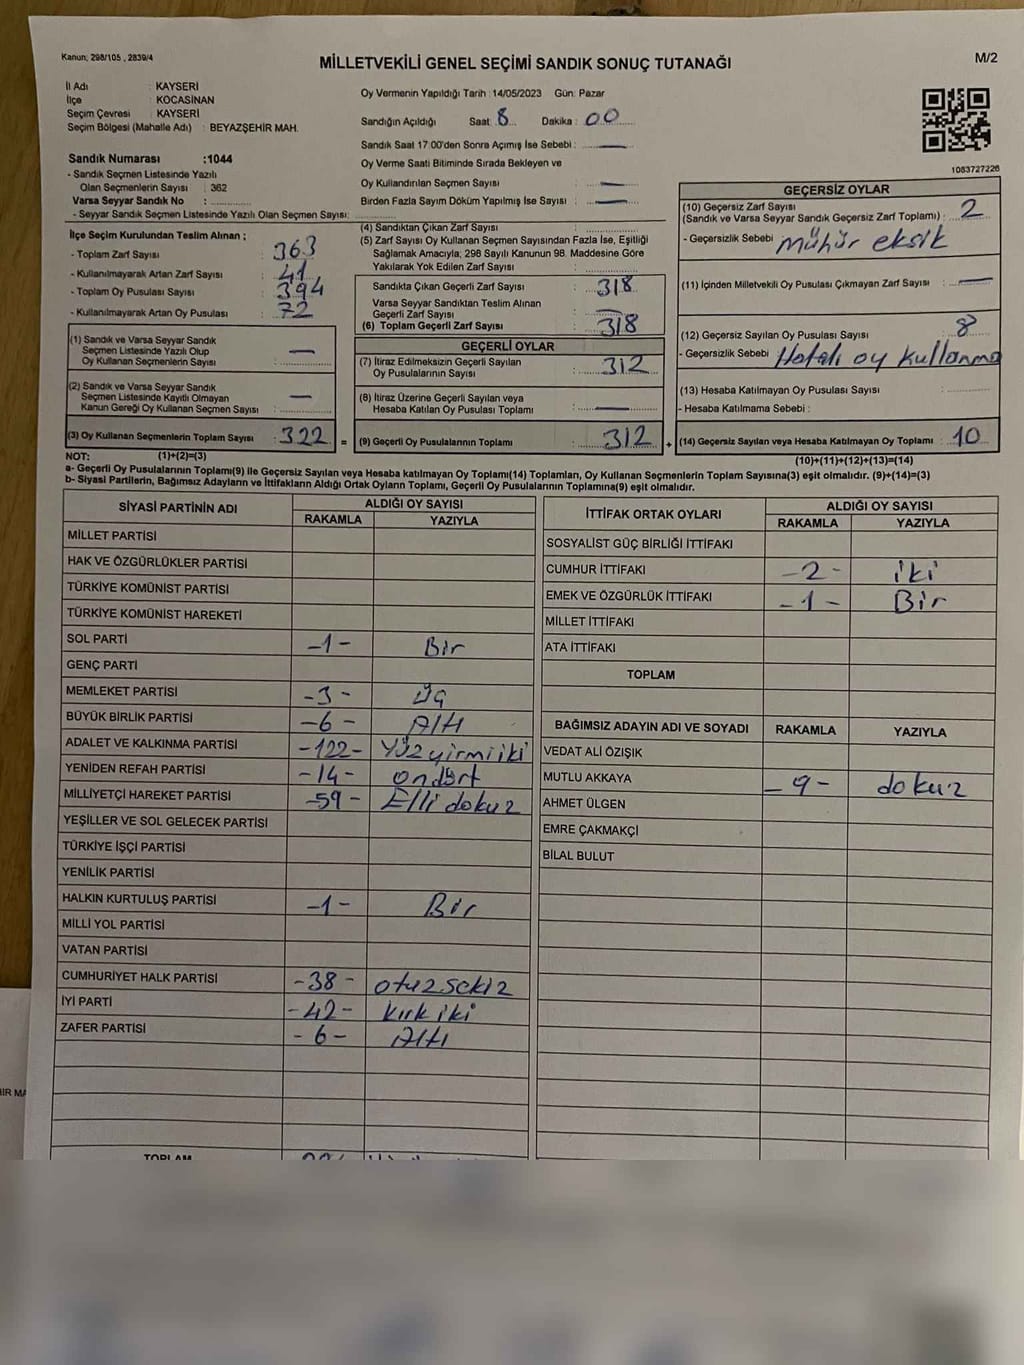 Kanun; 298/105 , 2839/4
MİLLETVEKİLİ GENEL SEÇİMİ SANDIK SONUÇ TUTANAĞI
M/2
İl Adı : KAYSERİ
İlçe : KOCASİNAN
Seçim Çevresi : KAYSERİ
Seçim Bölgesi (Mahalle Adı) : BEYAZŞEHİR MAH.
Sandık Numarası :1044
- Sandık Seçmen Listesinde Yazılı
Olan Seçmenlerin Sayısı : 362
Varsa Seyyar Sandık No :
- Seyyar Sandık Seçmen Listesinde Yazılı Olan Seçmen Sayısı:
Oy Vermenin Yapıldığı Tarih :14/05/2023 Gün: Pazar
Sandığın Açıldığı Saat: 8 Dakika: 00
Sandık Saat 17:00'den Sonra Açımış İse Sebebi : —
Oy Verme Saati Bitiminde Sırada Bekleyen ve
Oy Kullandırılan Seçmen Sayısı : —
Birden Fazla Sayım Döküm Yapılmış İse Sayısı : —
1083727226
İlçe Seçim Kurulundan Teslim Alınan ;
- Toplam Zarf Sayısı : 363
- Kullanılmayarak Artan Zarf Sayısı : 41
- Toplam Oy Pusulası Sayısı : 394
- Kullanılmayarak Artan Oy Pusulası : 72
(1) Sandık ve Varsa Seyyar Sandık
Seçmen Listesinde Yazılı Olup
Oy Kullanan Seçmenlerin Sayısı : —
(2) Sandık ve Varsa Seyyar Sandık
Seçmen Listesinde Kayıtlı Olmayan
Kanun Gereği Oy Kullanan Seçmen Sayısı : —
(3) Oy Kullanan Seçmenlerin Toplam Sayısı : 322 =
(4) Sandıktan Çıkan Zarf Sayısı :
(5) Zarf Sayısı Oy Kullanan Seçmen Sayısından Fazla İse, Eşitliği
Sağlamak Amacıyla; 298 Sayılı Kanunun 98. Maddesine Göre
Yakılarak Yok Edilen Zarf Sayısı :
Sandıkta Çıkan Geçerli Zarf Sayısı : 318
Varsa Seyyar Sandıktan Teslim Alınan
Geçerli Zarf Sayısı :
(6) Toplam Geçerli Zarf Sayısı : 318
GEÇERLİ OYLAR
(7) İtiraz Edilmeksizin Geçerli Sayılan
Oy Pusulalarının Sayısı : 312
(8) İtiraz Üzerine Geçerli Sayılan veya
Hesaba Katılan Oy Pusulası Toplamı : —
(9) Geçerli Oy Pusulalarının Toplamı : 312 +
GEÇERSİZ OYLAR
(10) Geçersiz Zarf Sayısı
(Sandık ve Varsa Seyyar Sandık Geçersiz Zarf Toplamı) : 2
- Geçersizlik Sebebi : mühür eksik
(11) İçinden Milletvekili Oy Pusulası Çıkmayan Zarf Sayısı : —
(12) Geçersiz Sayılan Oy Pusulası Sayısı : 8
- Geçersizlik Sebebi : Hatalı oy kullanma
(13) Hesaba Katılmayan Oy Pusulası Sayısı :
- Hesaba Katılmama Sebebi :
(14) Geçersiz Sayılan veya Hesaba Katılmayan Oy Toplamı : 10
NOT: (1)+(2)=(3)
(10)+(11)+(12)+(13)=(14)
a- Geçerli Oy Pusulalarının Toplamı(9) ile Geçersiz Sayılan veya Hesaba katılmayan Oy Toplamı(14) Toplamları, Oy Kullanan Seçmenlerin Toplam Sayısına(3) eşit olmalıdır. (9)+(14)=(3)
b- Siyasi Partilerin, Bağımsız Adayların ve İttifakların Aldığı Ortak Oyların Toplamı, Geçerli Oy Pusulalarının Toplamına(9) eşit olmalıdır.
SİYASİ PARTİNİN ADI ALDIĞI OY SAYISI
RAKAMLA YAZIYLA
MİLLET PARTİSİ
HAK VE ÖZGÜRLÜKLER PARTİSİ
TÜRKİYE KOMÜNİST PARTİSİ
TÜRKİYE KOMÜNİST HAREKETİ
SOL PARTİ -1- Bir
GENÇ PARTİ
MEMLEKET PARTİSİ -3- Üç
BÜYÜK BİRLİK PARTİSİ -6- Altı
ADALET VE KALKINMA PARTİSİ -122- Yüzyirmiiki
YENİDEN REFAH PARTİSİ -14- ondört
MİLLİYETÇİ HAREKET PARTİSİ -59- Elli dokuz
YEŞİLLER VE SOL GELECEK PARTİSİ
TÜRKİYE İŞÇİ PARTİSİ
YENİLİK PARTİSİ
HALKIN KURTULUŞ PARTİSİ -1- Bir
MİLLİ YOL PARTİSİ
VATAN PARTİSİ
CUMHURİYET HALK PARTİSİ -38- otuzsekiz
İYİ PARTİ -42- kırkiki
ZAFER PARTİSİ -6- Altı
TOPLAM
İTTİFAK ORTAK OYLARI ALDIĞI OY SAYISI
RAKAMLA YAZIYLA
SOSYALİST GÜÇ BİRLİĞİ İTTİFAKI
CUMHUR İTTİFAKI -2- iki
EMEK VE ÖZGÜRLÜK İTTİFAKI -1- Bir
MİLLET İTTİFAKI
ATA İTTİFAKI
TOPLAM
BAĞIMSIZ ADAYIN ADI VE SOYADI RAKAMLA YAZIYLA
VEDAT ALİ ÖZIŞIK
MUTLU AKKAYA -9- dokuz
AHMET ÜLGEN
EMRE ÇAKMAKÇİ
BİLAL BULUT